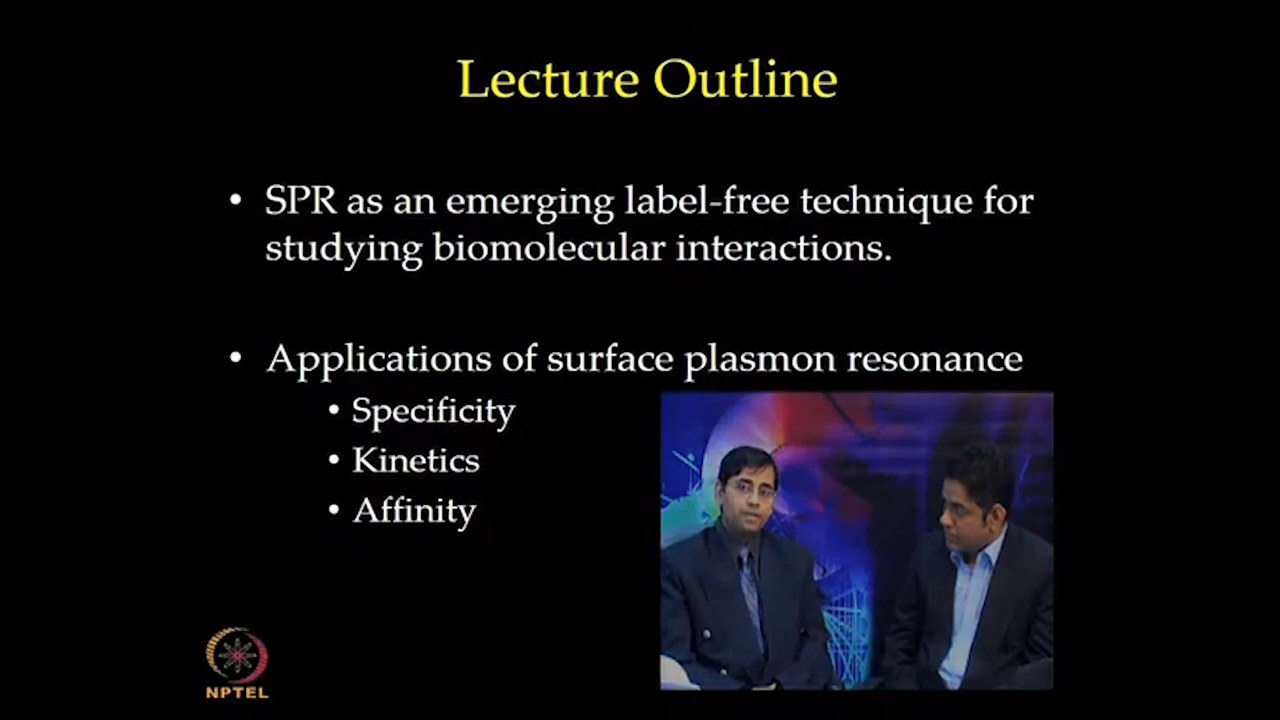 Lecture Outline
• SPR as an emerging label-free technique for
studying biomolecular interactions.
• Applications of surface plasmon resonance
• Specificity
• Kinetics
• Affinity
NPTEL